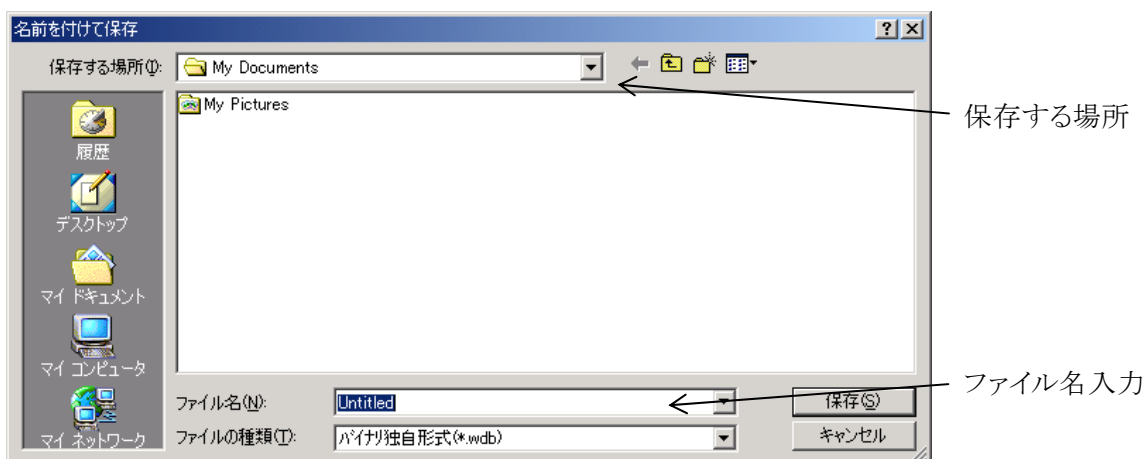 名前を付けて保存
保存する場所(I): My Documents
My Pictures
保存する場所
履歴
デスクトップ
マイ ドキュメント
マイ コンピュータ
マイ ネットワーク
ファイル名(N): Untitled 保存(S)
ファイル名入力
ファイルの種類(T): バイナリ独自形式(*.wdb) キャンセル